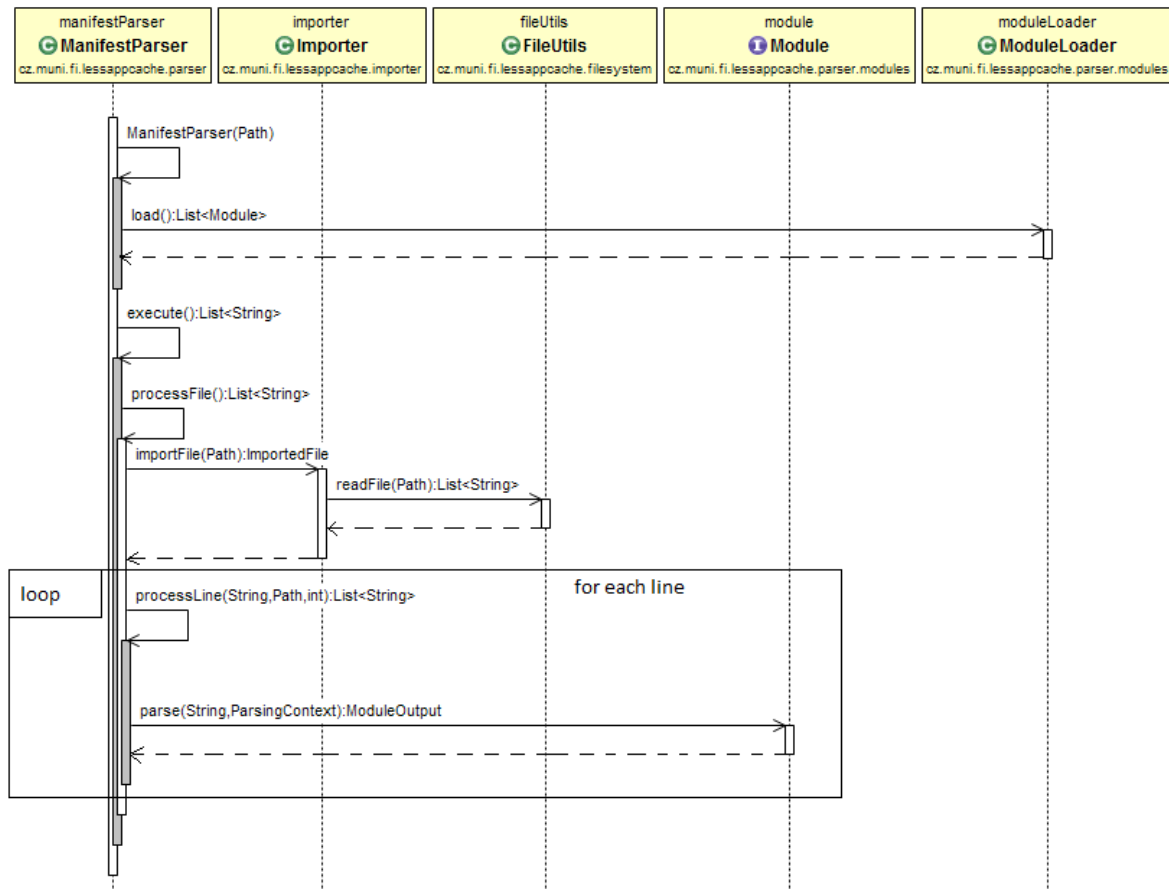 manifestParser
C ManifestParser
cz.muni.fi.lessappcache.parser
importer
C Importer
cz.muni.fi.lessappcache.importer
fileUtils
C FileUtils
cz.muni.fi.lessappcache.filesystem
module
I Module
cz.muni.fi.lessappcache.parser.modules
moduleLoader
C ModuleLoader
cz.muni.fi.lessappcache.parser.modules
ManifestParser(Path)
load():List<Module>
execute():List<String>
processFile():List<String>
importFile(Path):ImportedFile
readFile(Path):List<String>
loop
for each line
processLine(String,Path,int):List<String>
parse(String,ParsingContext):ModuleOutput